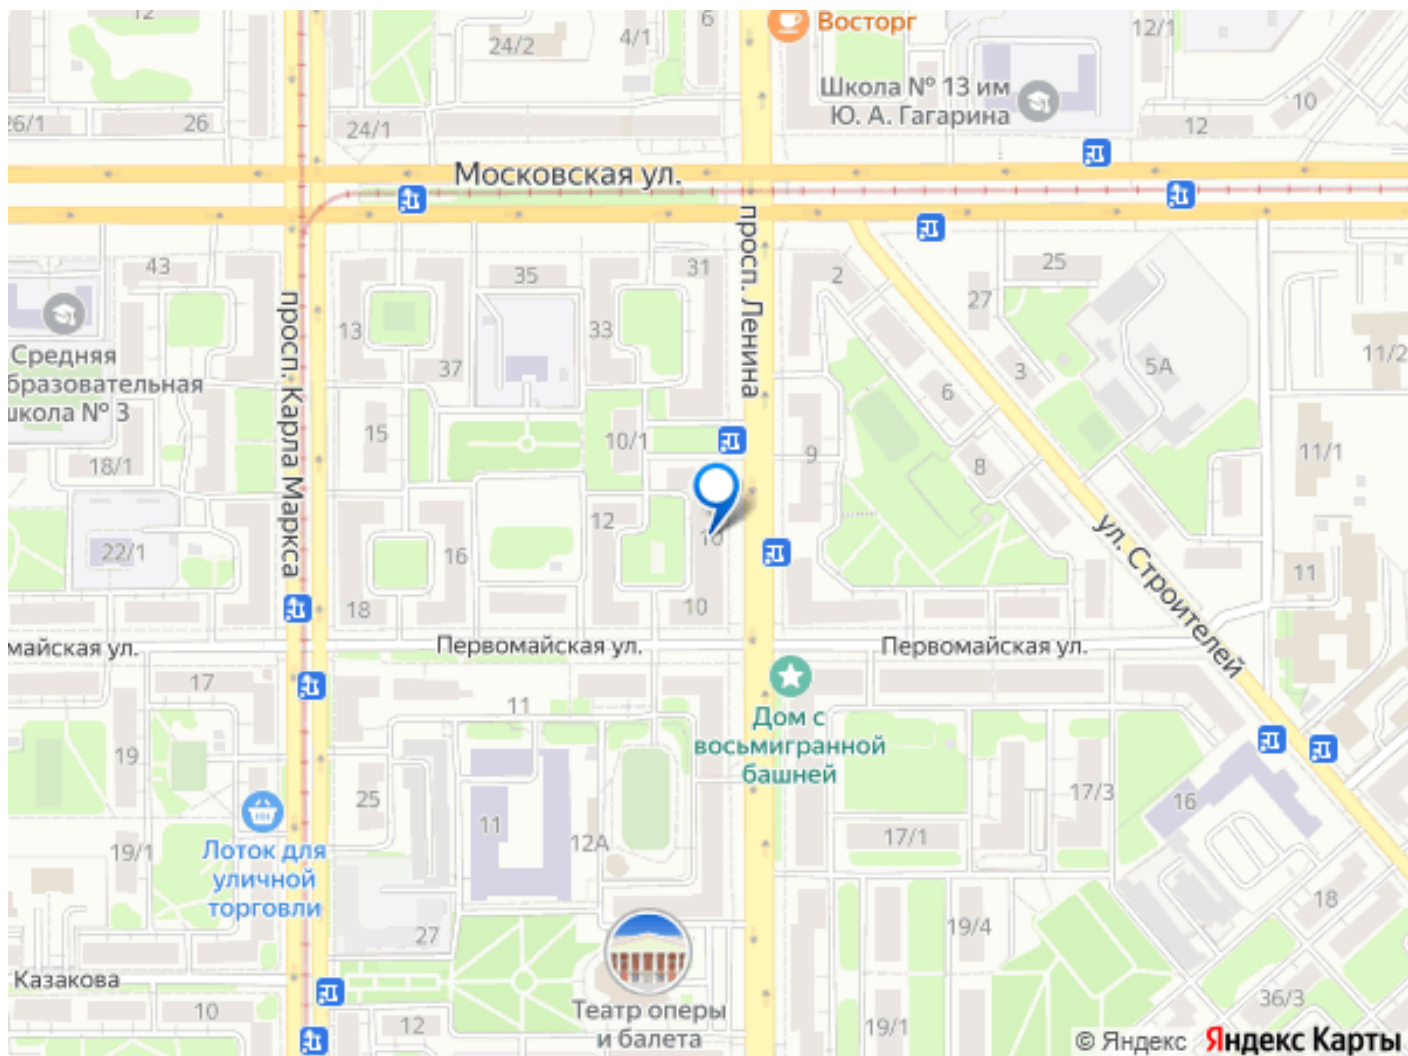 12
24/2
4/1
6
Восторг
12/1
Школа № 13 им
Ю. А. Гагарина
10
26/1
26
24/1
12
Московская ул.
просп. Ленина
43
35
31
2
25
27
13
33
37
просп. Карла Маркса
Средняя
бразовательная
школа № 3
3
5А
11/2
6
15
10/1
9
18/1
8
11/1
12
16
22/1
16
ул. Строителей
11
18
10
майская ул.
Первомайская ул.
Первомайская ул.
17
11
Дом с
восьмигранной
башней
19
25
11
12А
17/3
16
17/1
19/1
Лоток для
уличной
торговли
18
27
19/4
Казакова
10
12
Театр оперы
и балета
19/1
36/3
© Яндекс Яндекс Карты